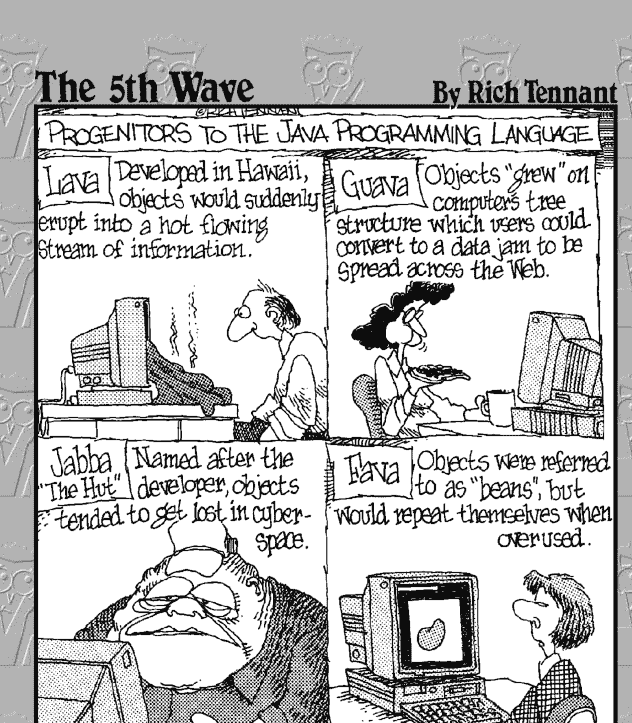 The 5th Wave
By Rich Tennant
©RICH TENNANT
PROGENITORS TO THE JAVA PROGRAMMING LANGUAGE
Lava
Developed in Hawaii,
objects would suddenly
erupt into a hot flowing
stream of information.
Guava
Objects "grew" on
computers tree
structure which users could
convert to a data jam to be
spread across the Web.
Jabba
"The Hut"
Named after the
developer, objects
tended to get lost in cyber-
space.
Fava
Objects were referred
to as "beans", but
would repeat themselves when
overused..